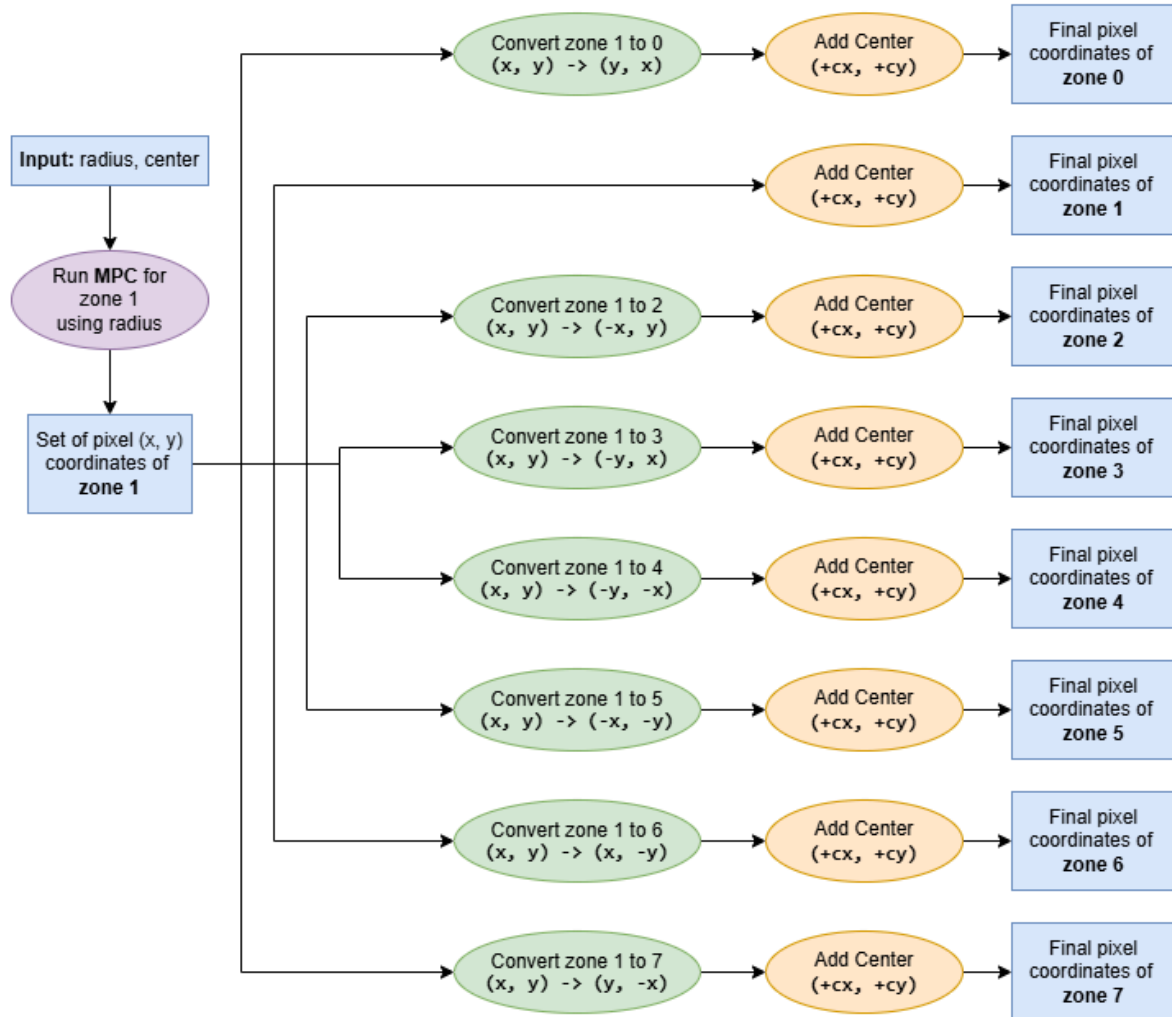 Convert zone 1 to 0
(x, y) -> (y, x)
Add Center
(+cx, +cy)
Final pixel
coordinates of
zone 0
Input: radius, center
Add Center
(+cx, +cy)
Final pixel
coordinates of
zone 1
Run MPC for
zone 1
using radius
Convert zone 1 to 2
(x, y) -> (-x, y)
Add Center
(+cx, +cy)
Final pixel
coordinates of
zone 2
Set of pixel (x, y)
coordinates of
zone 1
Convert zone 1 to 3
(x, y) -> (-y, x)
Add Center
(+cx, +cy)
Final pixel
coordinates of
zone 3
Convert zone 1 to 4
(x, y) -> (-y, -x)
Add Center
(+cx, +cy)
Final pixel
coordinates of
zone 4
Convert zone 1 to 5
(x, y) -> (-x, -y)
Add Center
(+cx, +cy)
Final pixel
coordinates of
zone 5
Convert zone 1 to 6
(x, y) -> (x, -y)
Add Center
(+cx, +cy)
Final pixel
coordinates of
zone 6
Convert zone 1 to 7
(x, y) -> (y, -x)
Add Center
(+cx, +cy)
Final pixel
coordinates of
zone 7